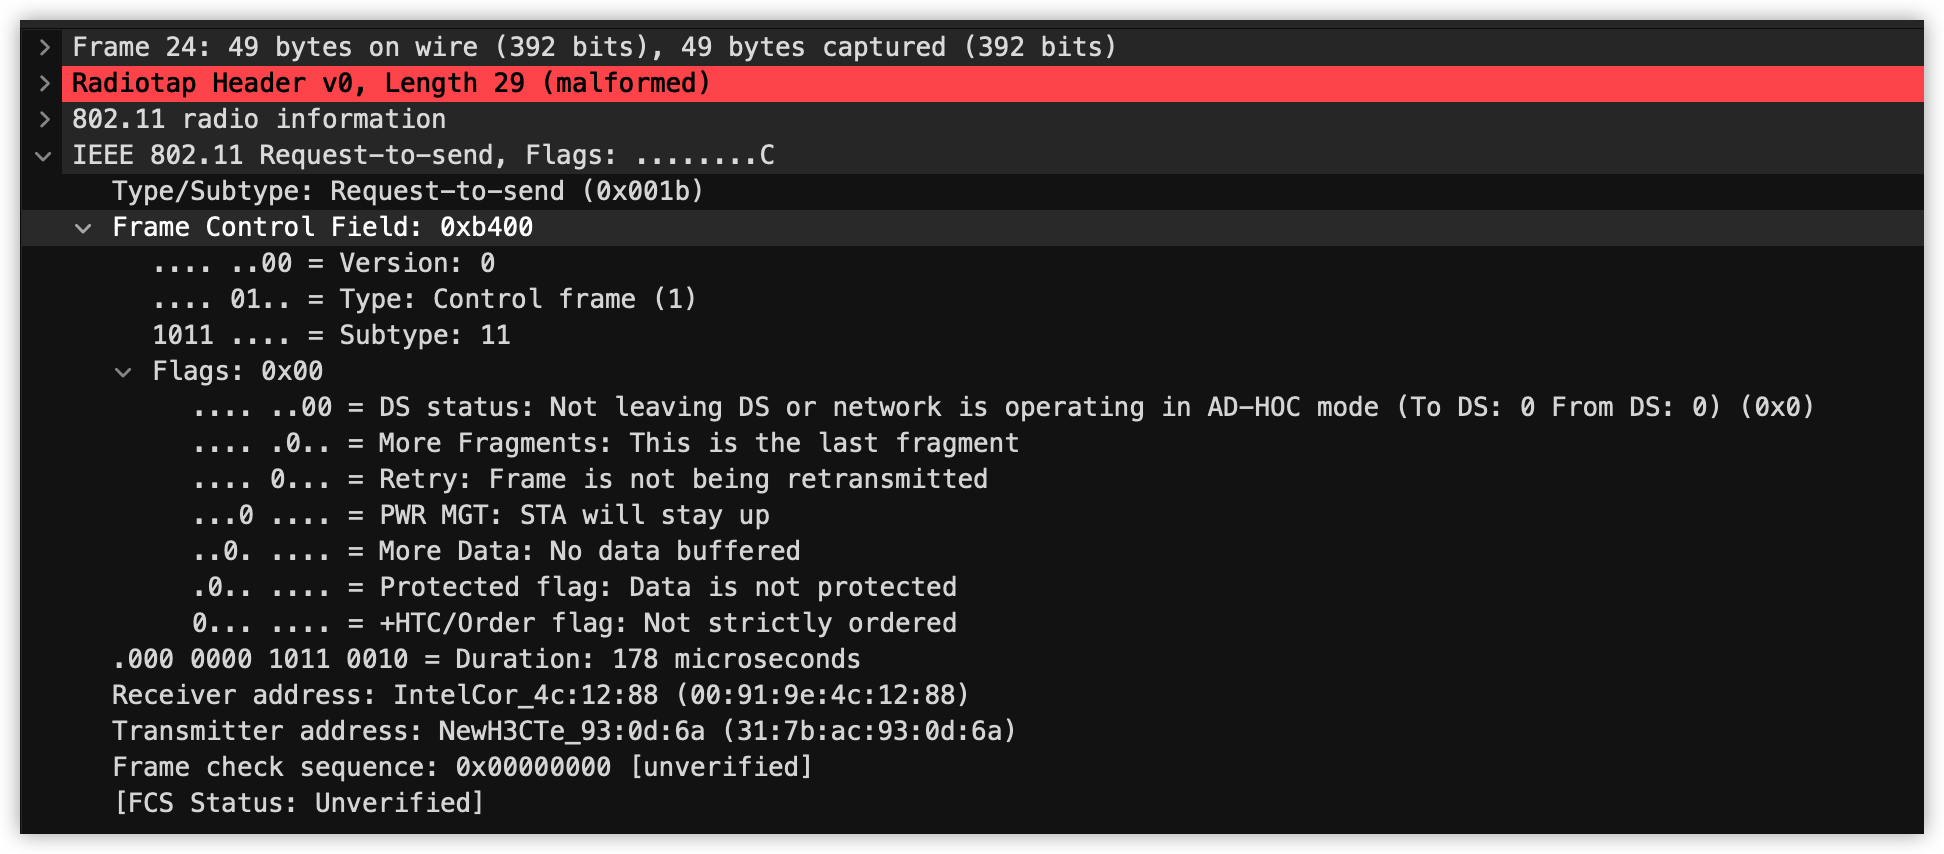 Frame 24: 49 bytes on wire (392 bits), 49 bytes captured (392 bits)
Radiotap Header v0, Length 29 (malformed)
802.11 radio information
IEEE 802.11 Request-to-send, Flags: ........C
Type/Subtype: Request-to-send (0x001b)
Frame Control Field: 0xb400
.... ..00 = Version: 0
.... 01.. = Type: Control frame (1)
1011 .... = Subtype: 11
Flags: 0x00
.... ..00 = DS status: Not leaving DS or network is operating in AD-HOC mode (To DS: 0 From DS: 0) (0x0)
.... .0.. = More Fragments: This is the last fragment
.... 0... = Retry: Frame is not being retransmitted
...0 .... = PWR MGT: STA will stay up
..0. .... = More Data: No data buffered
.0.. .... = Protected flag: Data is not protected
0... .... = +HTC/Order flag: Not strictly ordered
.000 0000 1011 0010 = Duration: 178 microseconds
Receiver address: IntelCor_4c:12:88 (00:91:9e:4c:12:88)
Transmitter address: NewH3CTe_93:0d:6a (31:7b:ac:93:0d:6a)
Frame check sequence: 0x00000000 [unverified]
[FCS Status: Unverified]